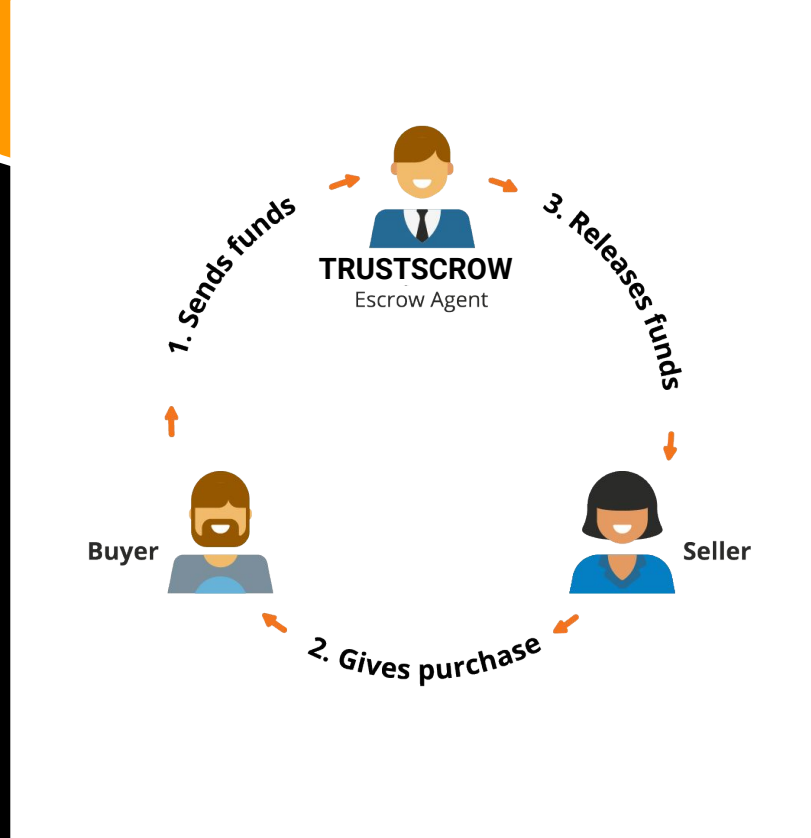 1. Sends funds
3. Releases funds
TRUSTSCROW
Escrow Agent
Buyer
Seller
2. Gives purchase